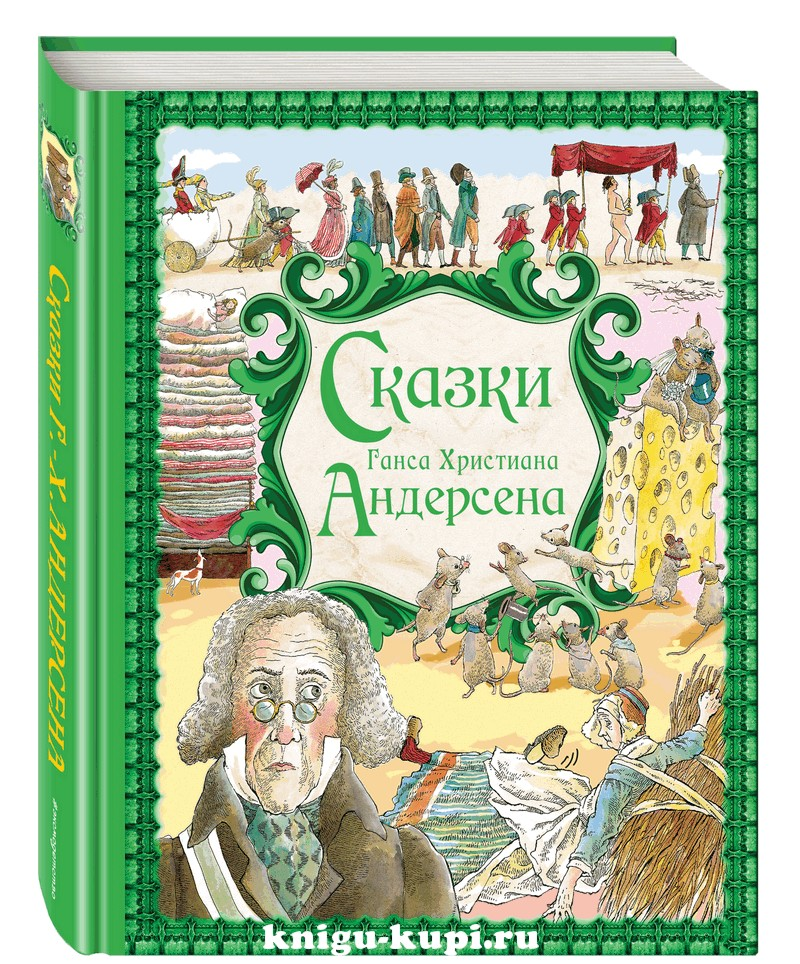 Сказки
Ганса Христиана
Андерсена
Сказки Г.-Х. АНДЕРСЕНА
knigu-kupi.ru